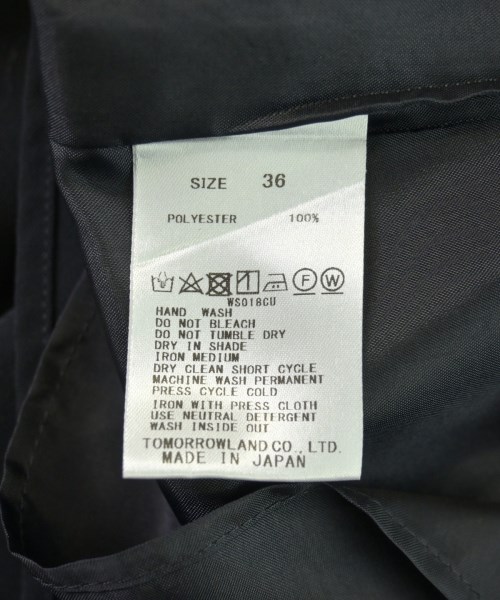 SIZE 36
POLYESTER 100%
F W
WS018CU
HAND WASH
DO NOT BLEACH
DO NOT TUMBLE DRY
DRY IN SHADE
IRON MEDIUM
DRY CLEAN SHORT CYCLE
MACHINE WASH PERMANENT
PRESS CYCLE COLD
IRON WITH PRESS CLOTH
USE NEUTRAL DETERGENT
WASH INSIDE OUT
TOMORROWLAND CO., LTD.
MADE IN JAPAN